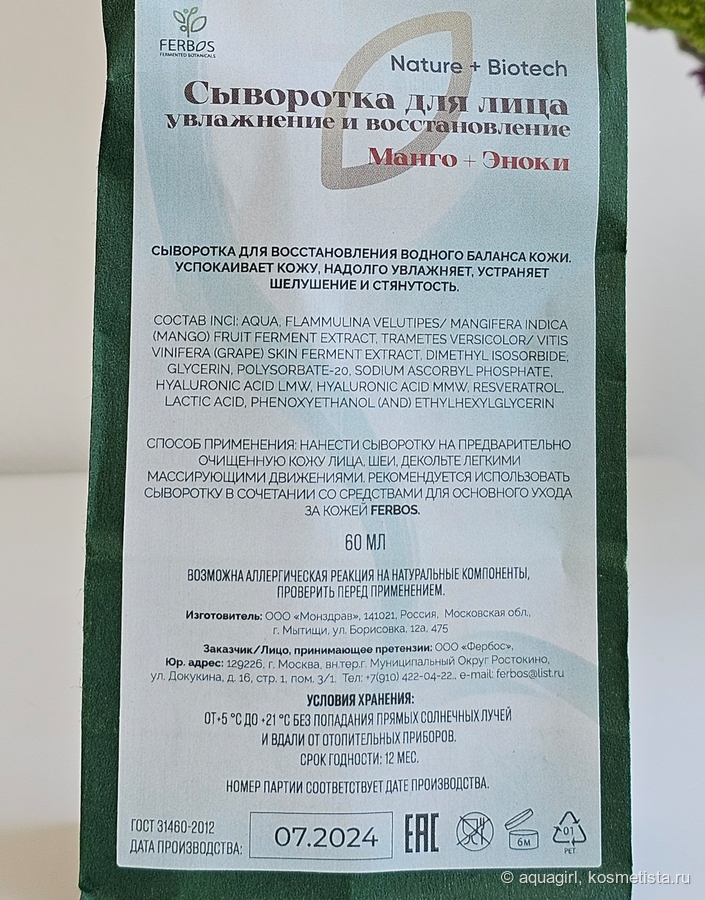 FERBOS
FERMENTED BOTANICALS
Nature + Biotech
Сыворотка для лица
увлажнение и восстановление
Манго + Эноки
СЫВОРОТКА ДЛЯ ВОССТАНОВЛЕНИЯ ВОДНОГО БАЛАНСА КОЖИ.
УСПОКАИВАЕТ КОЖУ, НАДОЛГО УВЛАЖНЯЕТ, УСТРАНЯЕТ
ШЕЛУШЕНИЕ И СТЯНУТОСТЬ.
СОСТАВ INCI: AQUA, FLAMMULINA VELUTIPES/ MANGIFERA INDICA
(MANGO) FRUIT FERMENT EXTRACT, TRAMETES VERSICOLOR/ VITIS
VINIFERA (GRAPE) SKIN FERMENT EXTRACT, DIMETHYL ISOSORBIDE,
GLYCERIN, POLYSORBATE-20, SODIUM ASCORBYL PHOSPHATE,
HYALURONIC ACID LMW, HYALURONIC ACID MMW, RESVERATROL,
LACTIC ACID, PHENOXYETHANOL (AND) ETHYLHEXYLGLYCERIN
СПОСОБ ПРИМЕНЕНИЯ: НАНЕСТИ СЫВОРОТКУ НА ПРЕДВАРИТЕЛЬНО
ОЧИЩЕННУЮ КОЖУ ЛИЦА, ШЕИ, ДЕКОЛЬТЕ ЛЕГКИМИ
МАССИРУЮЩИМИ ДВИЖЕНИЯМИ. РЕКОМЕНДУЕТСЯ ИСПОЛЬЗОВАТЬ
СЫВОРОТКУ В СОЧЕТАНИИ СО СРЕДСТВАМИ ДЛЯ ОСНОВНОГО УХОДА
ЗА КОЖЕЙ FERBOS.
60 МЛ
ВОЗМОЖНА АЛЛЕРГИЧЕСКАЯ РЕАКЦИЯ НА НАТУРАЛЬНЫЕ КОМПОНЕНТЫ,
ПРОВЕРИТЬ ПЕРЕД ПРИМЕНЕНИЕМ.
Изготовитель: ООО «Монздрав», 141021, Россия, Московская обл.,
г. Мытищи, ул. Борисовка, 12а, 475
Заказчик/Лицо, принимающее претензии: ООО «Фербос»,
Юр. адрес: 129226, г. Москва, вн.тер.г. Муниципальный Округ Ростокино,
ул. Докукина, д. 16, стр. 1, пом. 3/1. Тел: +7(910) 422-04-22., e-mail: ferbos@list.ru
УСЛОВИЯ ХРАНЕНИЯ:
ОТ+5 °С ДО +21 °С БЕЗ ПОПАДАНИЯ ПРЯМЫХ СОЛНЕЧНЫХ ЛУЧЕЙ
И ВДАЛИ ОТ ОТОПИТЕЛЬНЫХ ПРИБОРОВ.
СРОК ГОДНОСТИ: 12 МЕС.
НОМЕР ПАРТИИ СООТВЕТСТВУЕТ ДАТЕ ПРОИЗВОДСТВА.
ГОСТ 31460-2012
ДАТА ПРОИЗВОДСТВА:
07.2024
EAC
6м
01
PET
© aquagirl, kosmetista.ru